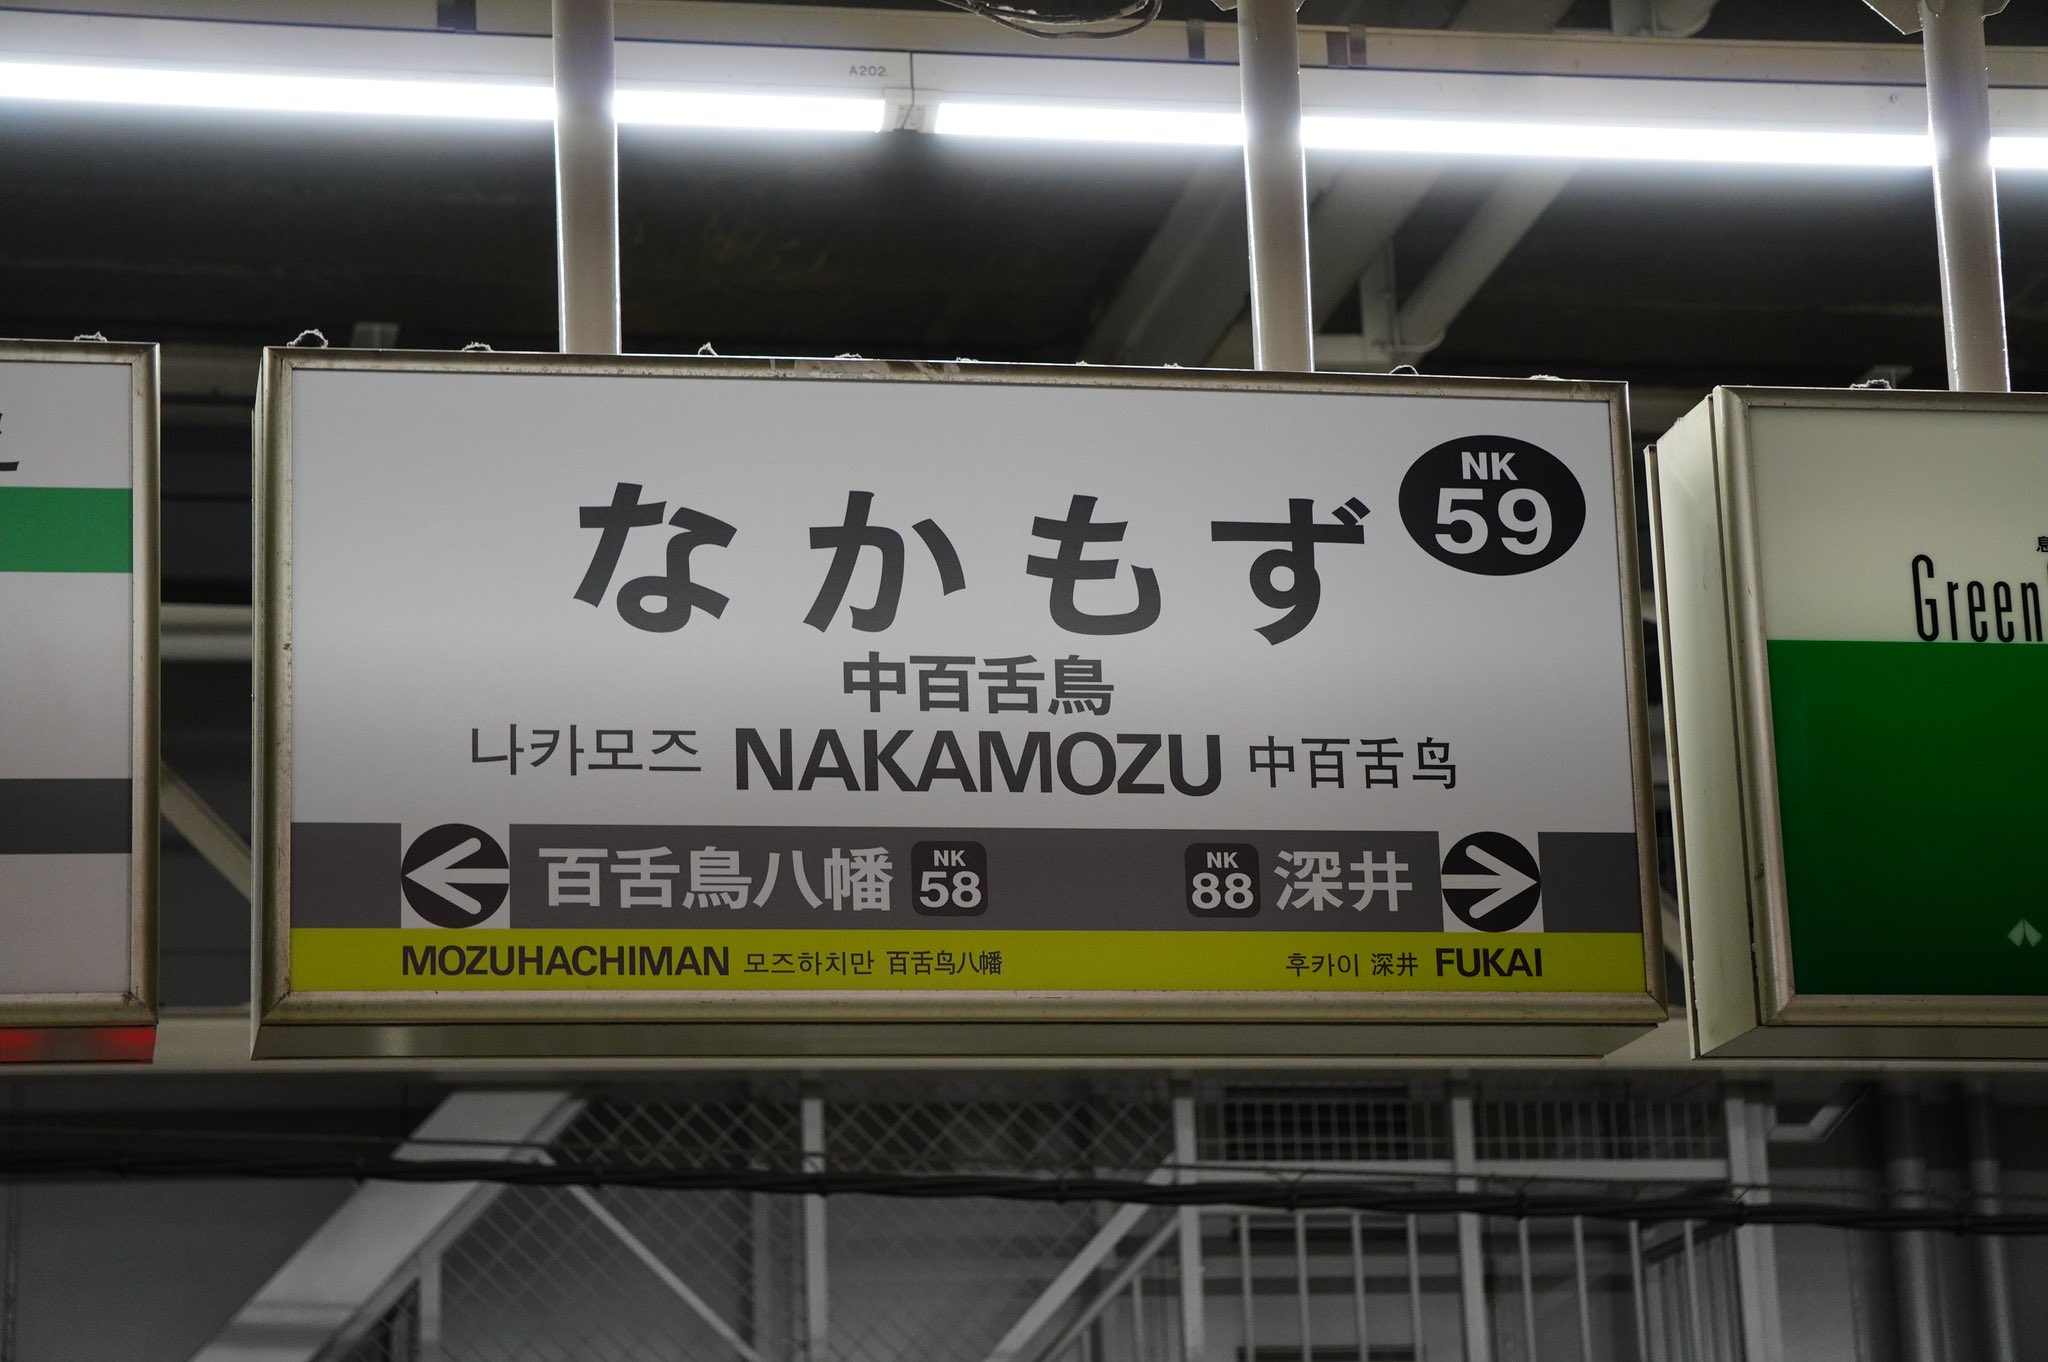 A202
NK
59
なかもず
中百舌鳥
나카모즈 NAKAMOZU 中百舌鸟
百舌鳥八幡 NK 58 NK 88 深井
MOZUHACHIMAN 모즈하치만 百舌鸟八幡 후카이 深井 FUKAI
Green